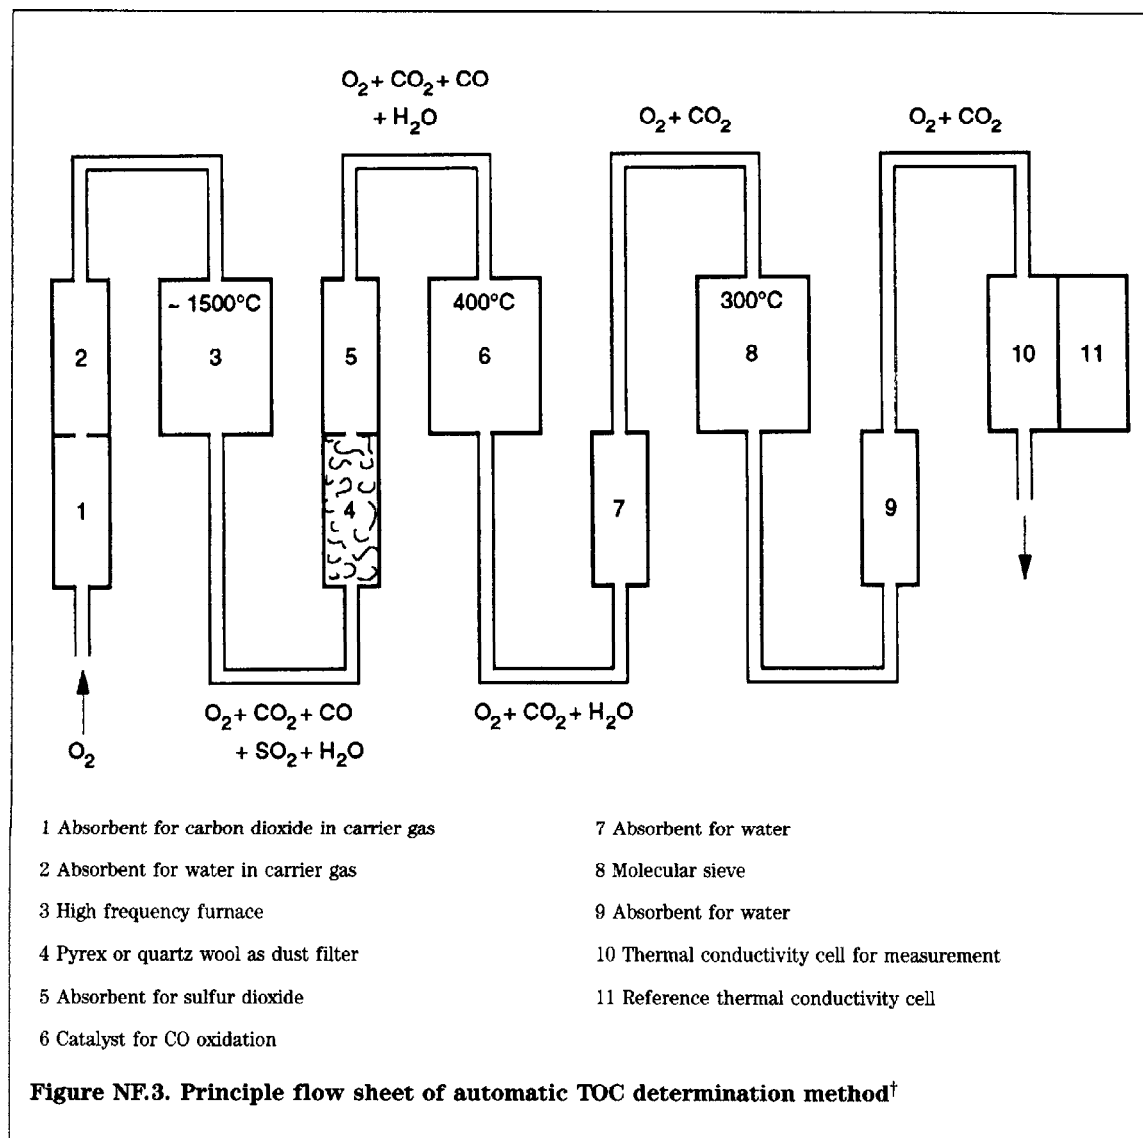 O₂+ CO₂+ CO
+ H₂O
O₂+ CO₂
O₂+ CO₂
~ 1500°C
400°C
300°C
2
3
5
6
8
10
11
1
4
7
9
O₂+ CO₂+ CO
+ SO₂+ H₂O
O₂+ CO₂+ H₂O
O₂
1 Absorbent for carbon dioxide in carrier gas
2 Absorbent for water in carrier gas
3 High frequency furnace
4 Pyrex or quartz wool as dust filter
5 Absorbent for sulfur dioxide
6 Catalyst for CO oxidation
7 Absorbent for water
8 Molecular sieve
9 Absorbent for water
10 Thermal conductivity cell for measurement
11 Reference thermal conductivity cell
Figure NF.3. Principle flow sheet of automatic TOC determination method†